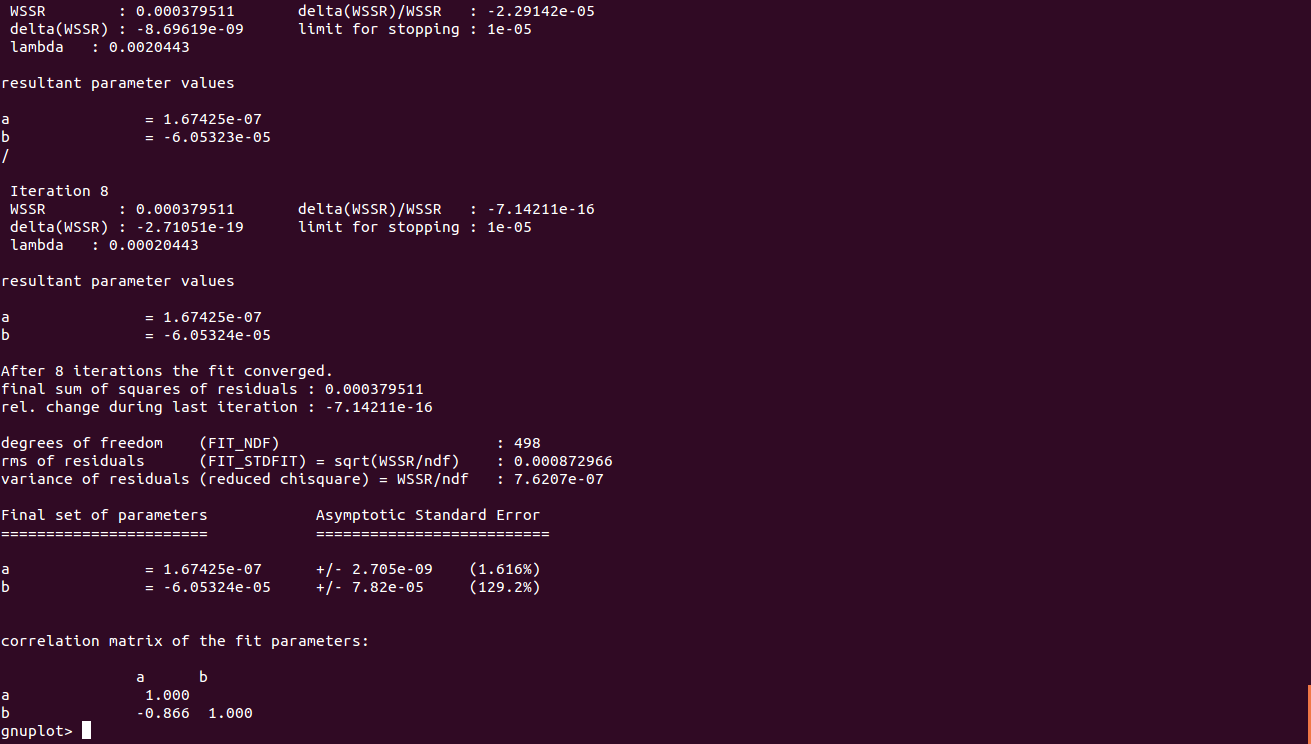 WSSR        : 0.000379511       delta(WSSR)/WSSR   : -2.29142e-05
delta(WSSR) : -8.69619e-09      limit for stopping : 1e-05
lambda   : 0.0020443
resultant parameter values
a               = 1.67425e-07
b               = -6.05323e-05
/
Iteration 8
WSSR        : 0.000379511       delta(WSSR)/WSSR   : -7.14211e-16
delta(WSSR) : -2.71051e-19      limit for stopping : 1e-05
lambda   : 0.00020443
resultant parameter values
a               = 1.67425e-07
b               = -6.05324e-05
After 8 iterations the fit converged.
final sum of squares of residuals : 0.000379511
rel. change during last iteration : -7.14211e-16
degrees of freedom    (FIT_NDF)                        : 498
rms of residuals      (FIT_STDFIT) = sqrt(WSSR/ndf)    : 0.000872966
variance of residuals (reduced chisquare) = WSSR/ndf   : 7.6207e-07
Final set of parameters            Asymptotic Standard Error
=======================            ==========================
a               = 1.67425e-07      +/- 2.705e-09    (1.616%)
b               = -6.05324e-05     +/- 7.82e-05     (129.2%)
correlation matrix of the fit parameters:
a      b
a               1.000
b              -0.866  1.000
gnuplot>